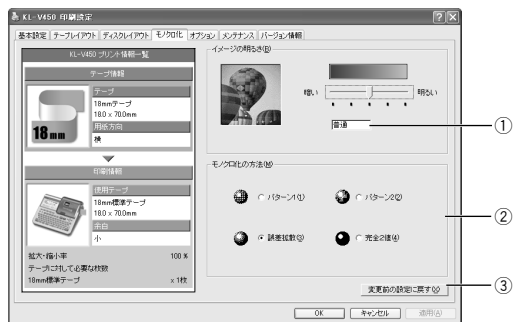 KL-V450 印刷設定
基本設定 テープレイアウト ディスクレイアウト モノクロ化 オプション メンテナンス バージョン情報
KL-V450 プリント情報一覧
テープ情報
テープ
18mmテープ
18.0 x 70.0mm
用紙方向
横
18mm
印刷情報
使用テープ
18mm標準テープ
18.0 x 70.0mm
余白
小
拡大・縮小率 100 %
テープに対して必要な枚数
18mm標準テープ x 1枚
イメージの明るさ(B)
暗い
明るい
普通
①
モノクロ化の方法(M)
パターン1(1)
パターン2(2)
誤差拡散(3)
完全2値(4)
②
変更前の設定に戻す(X)
③
OK
キャンセル
適用(A)